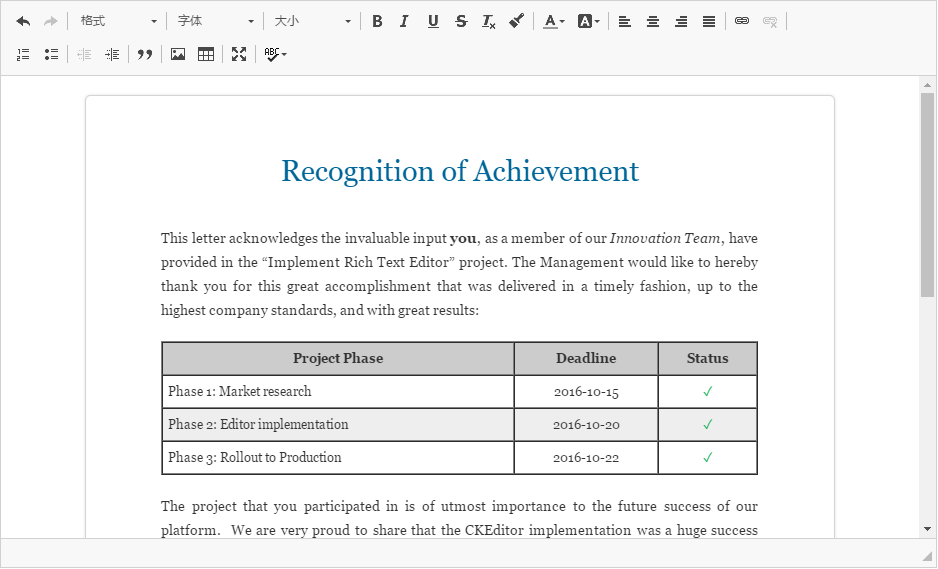 格式 字体 大小
Recognition of Achievement
This letter acknowledges the invaluable input you, as a member of our Innovation Team, have
provided in the “Implement Rich Text Editor” project. The Management would like to hereby
thank you for this great accomplishment that was delivered in a timely fashion, up to the
highest company standards, and with great results:
Project Phase Deadline Status
Phase 1: Market research 2016-10-15 ✓
Phase 2: Editor implementation 2016-10-20 ✓
Phase 3: Rollout to Production 2016-10-22 ✓
The project that you participated in is of utmost importance to the future success of our
platform.  We are very proud to share that the CKEditor implementation was a huge success